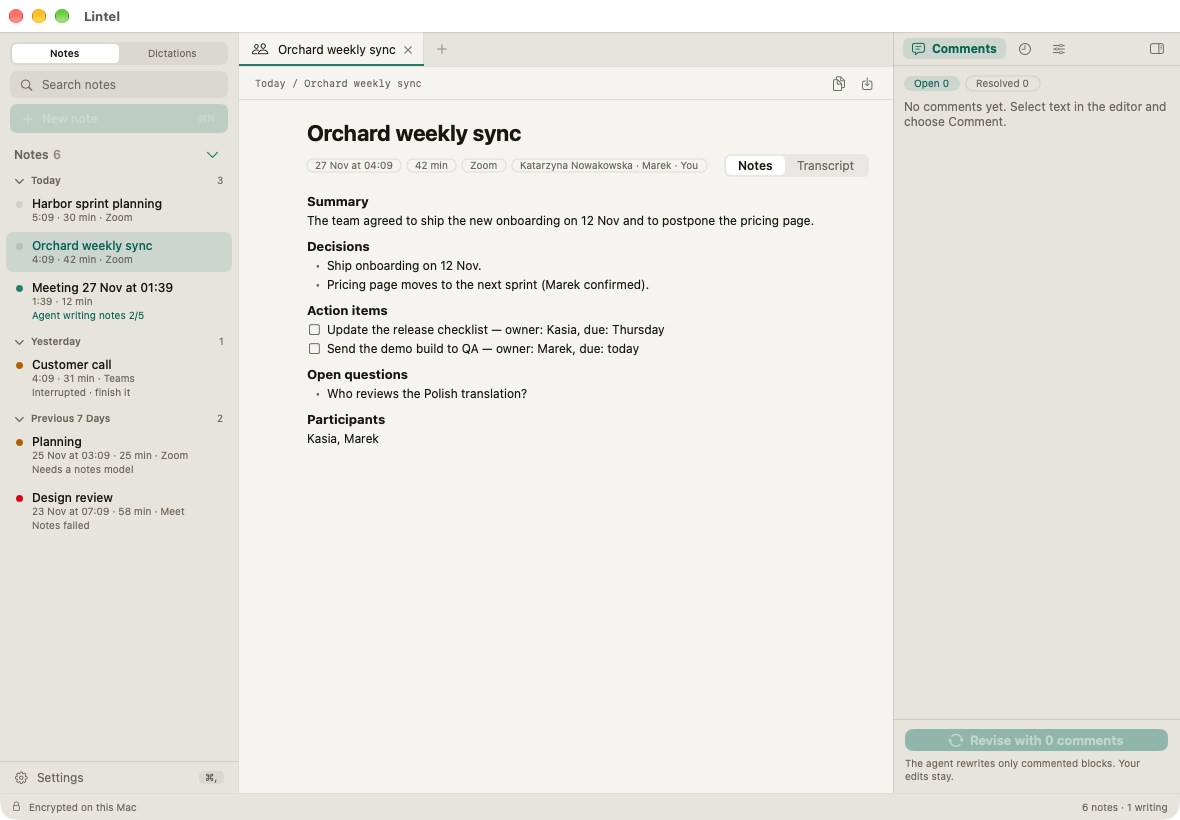 Lintel
Notes
Dictations
Search notes
+ New note ⌘N
Notes 6
Today 3
Harbor sprint planning
5:09 · 30 min · Zoom
Orchard weekly sync
4:09 · 42 min · Zoom
Meeting 27 Nov at 01:39
1:39 · 12 min
Agent writing notes 2/5
Yesterday 1
Customer call
4:09 · 31 min · Teams
Interrupted · finish it
Previous 7 Days 2
Planning
25 Nov at 03:09 · 25 min · Zoom
Needs a notes model
Design review
23 Nov at 07:09 · 58 min · Meet
Notes failed
Settings ⌘,
Orchard weekly sync
Today / Orchard weekly sync
Orchard weekly sync
27 Nov at 04:09 42 min Zoom Katarzyna Nowakowska · Marek · You
Notes Transcript
Summary
The team agreed to ship the new onboarding on 12 Nov and to postpone the pricing page.
Decisions
• Ship onboarding on 12 Nov.
• Pricing page moves to the next sprint (Marek confirmed).
Action items
Update the release checklist — owner: Kasia, due: Thursday
Send the demo build to QA — owner: Marek, due: today
Open questions
• Who reviews the Polish translation?
Participants
Kasia, Marek
Comments
Open 0 Resolved 0
No comments yet. Select text in the editor and
choose Comment.
Revise with 0 comments
The agent rewrites only commented blocks. Your
edits stay.
Encrypted on this Mac
6 notes · 1 writing